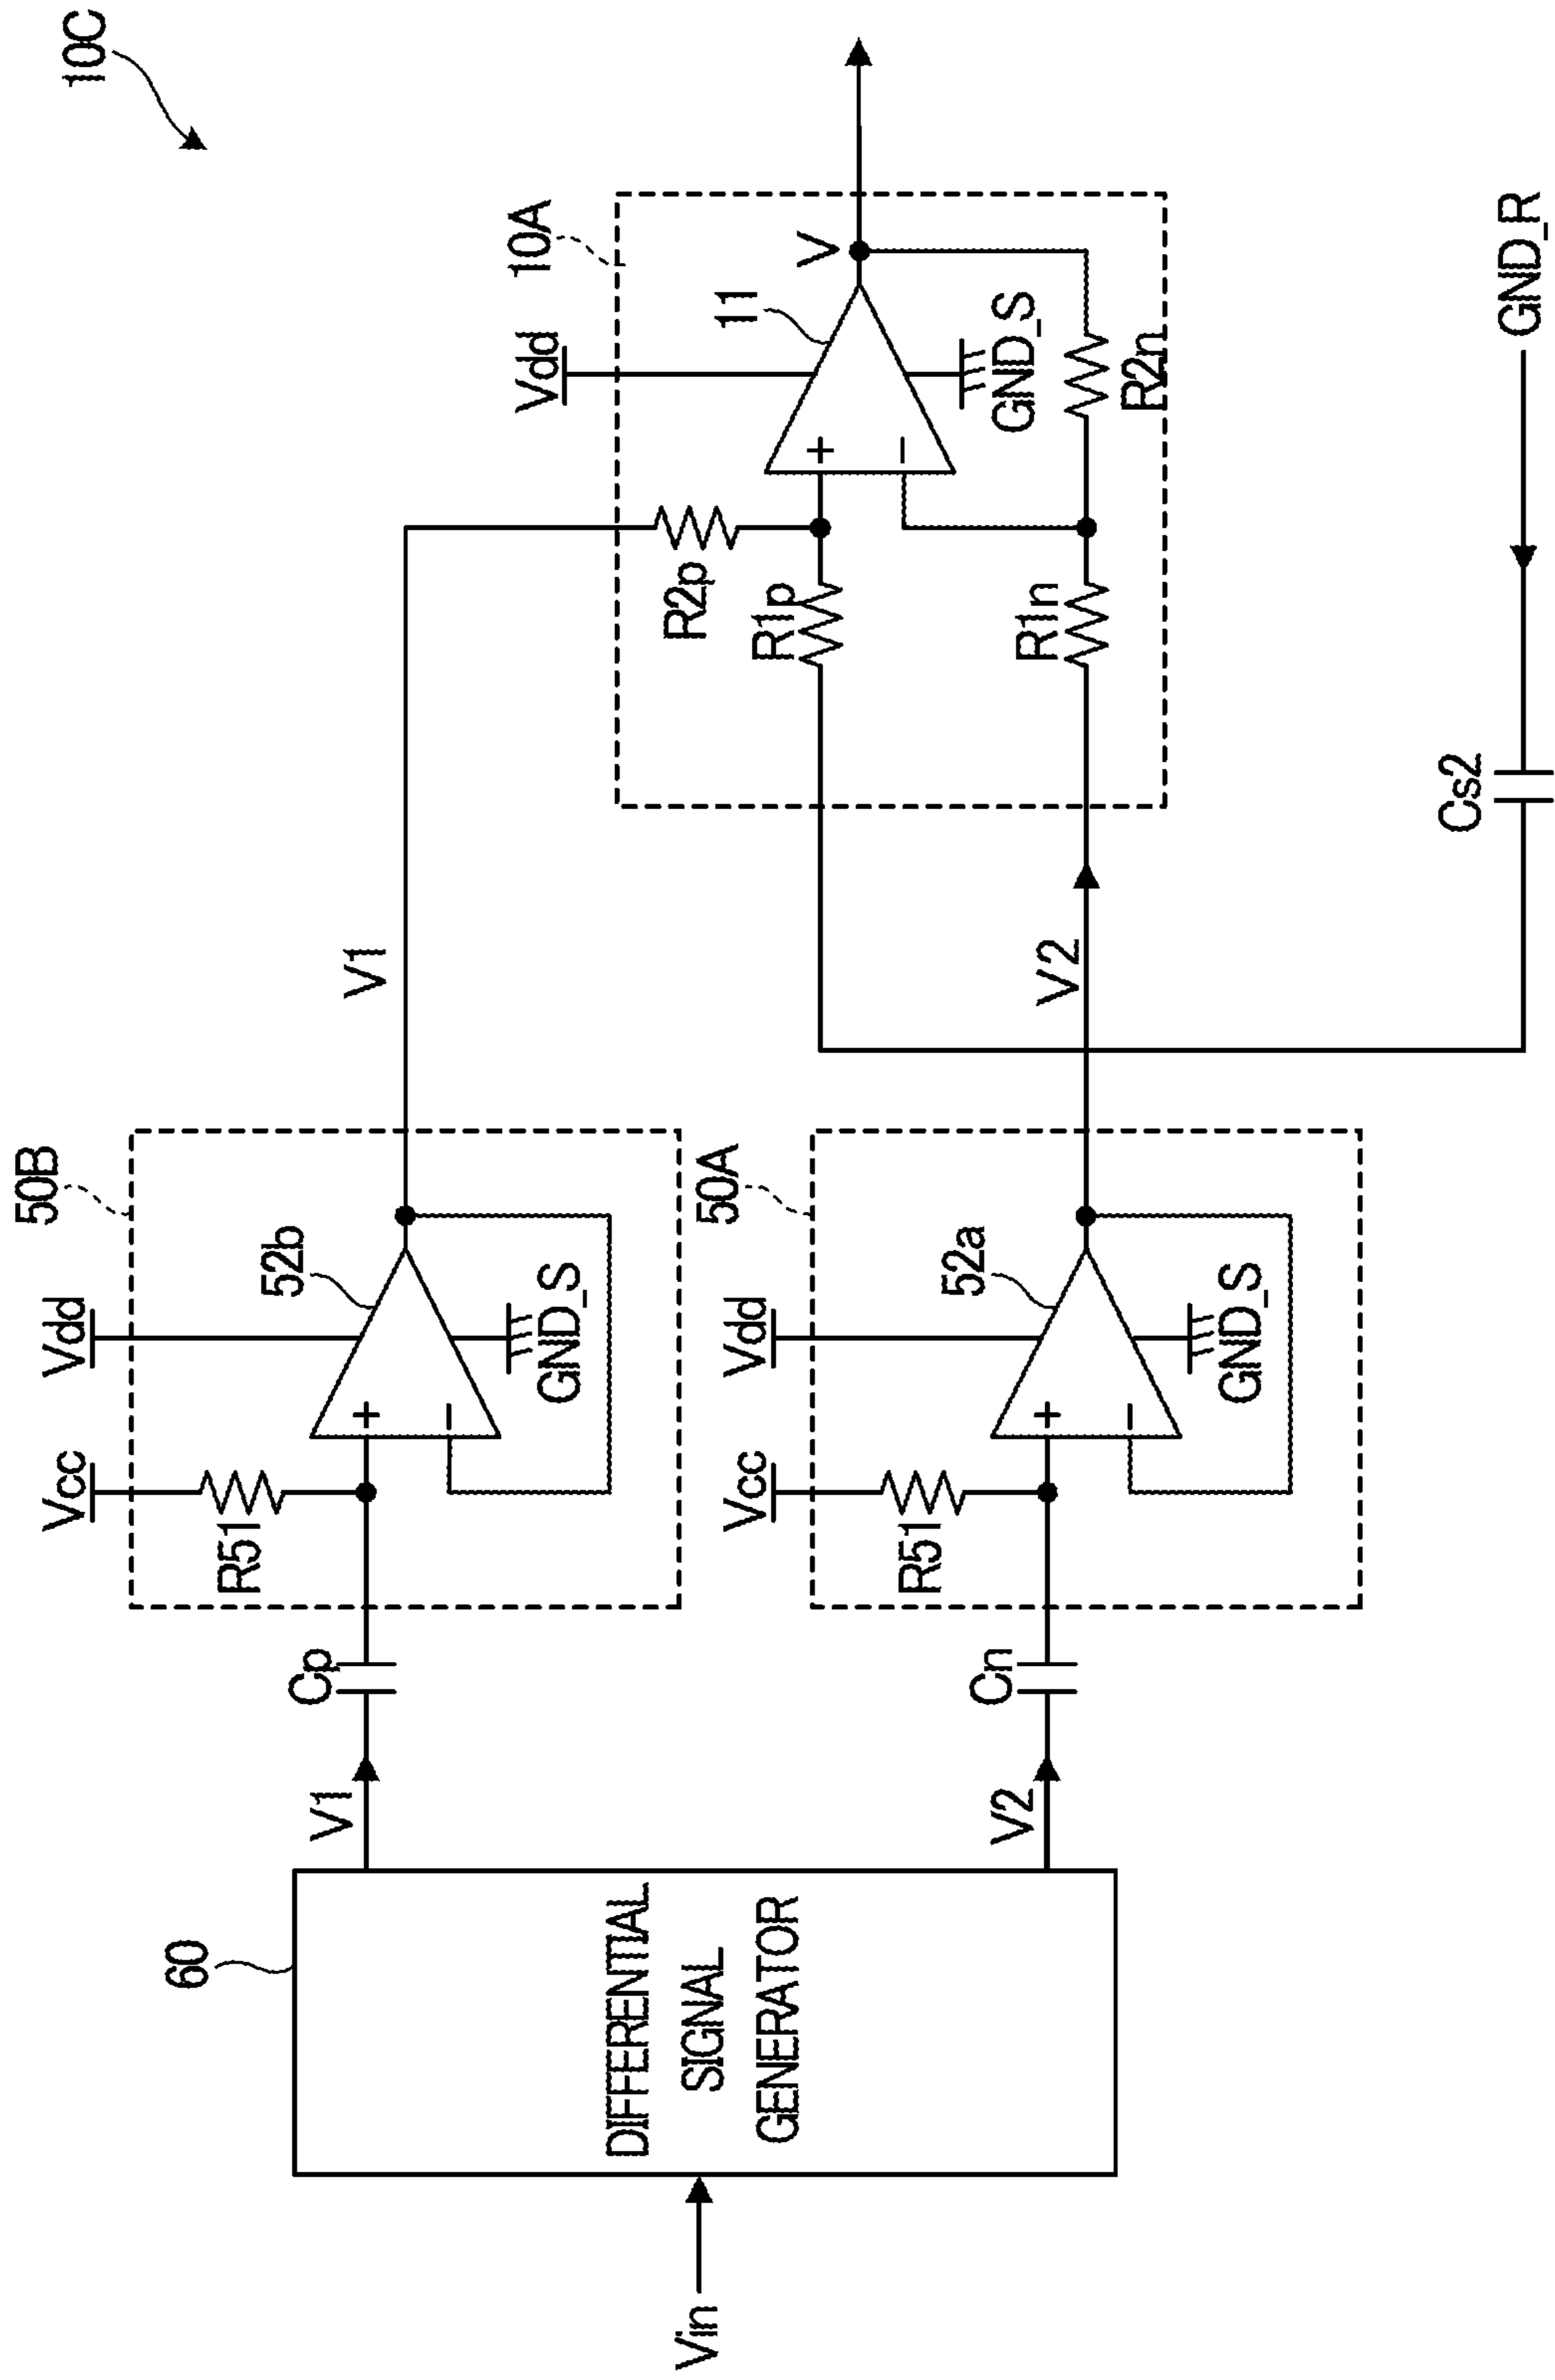 10C
50B
Vcc
Vdd
52b
R51
+
−
GND_S
Cp
V1
V1
10A
Vdd
11
V
R2p
+
−
R1p
GND_S
R1n
R2n
60
DIFFERENTIAL
SIGNAL
GENERATOR
Vin
50A
Vcc
Vdd
52a
R51
+
−
GND_S
Cn
V2
V2
Cs2
GND_R